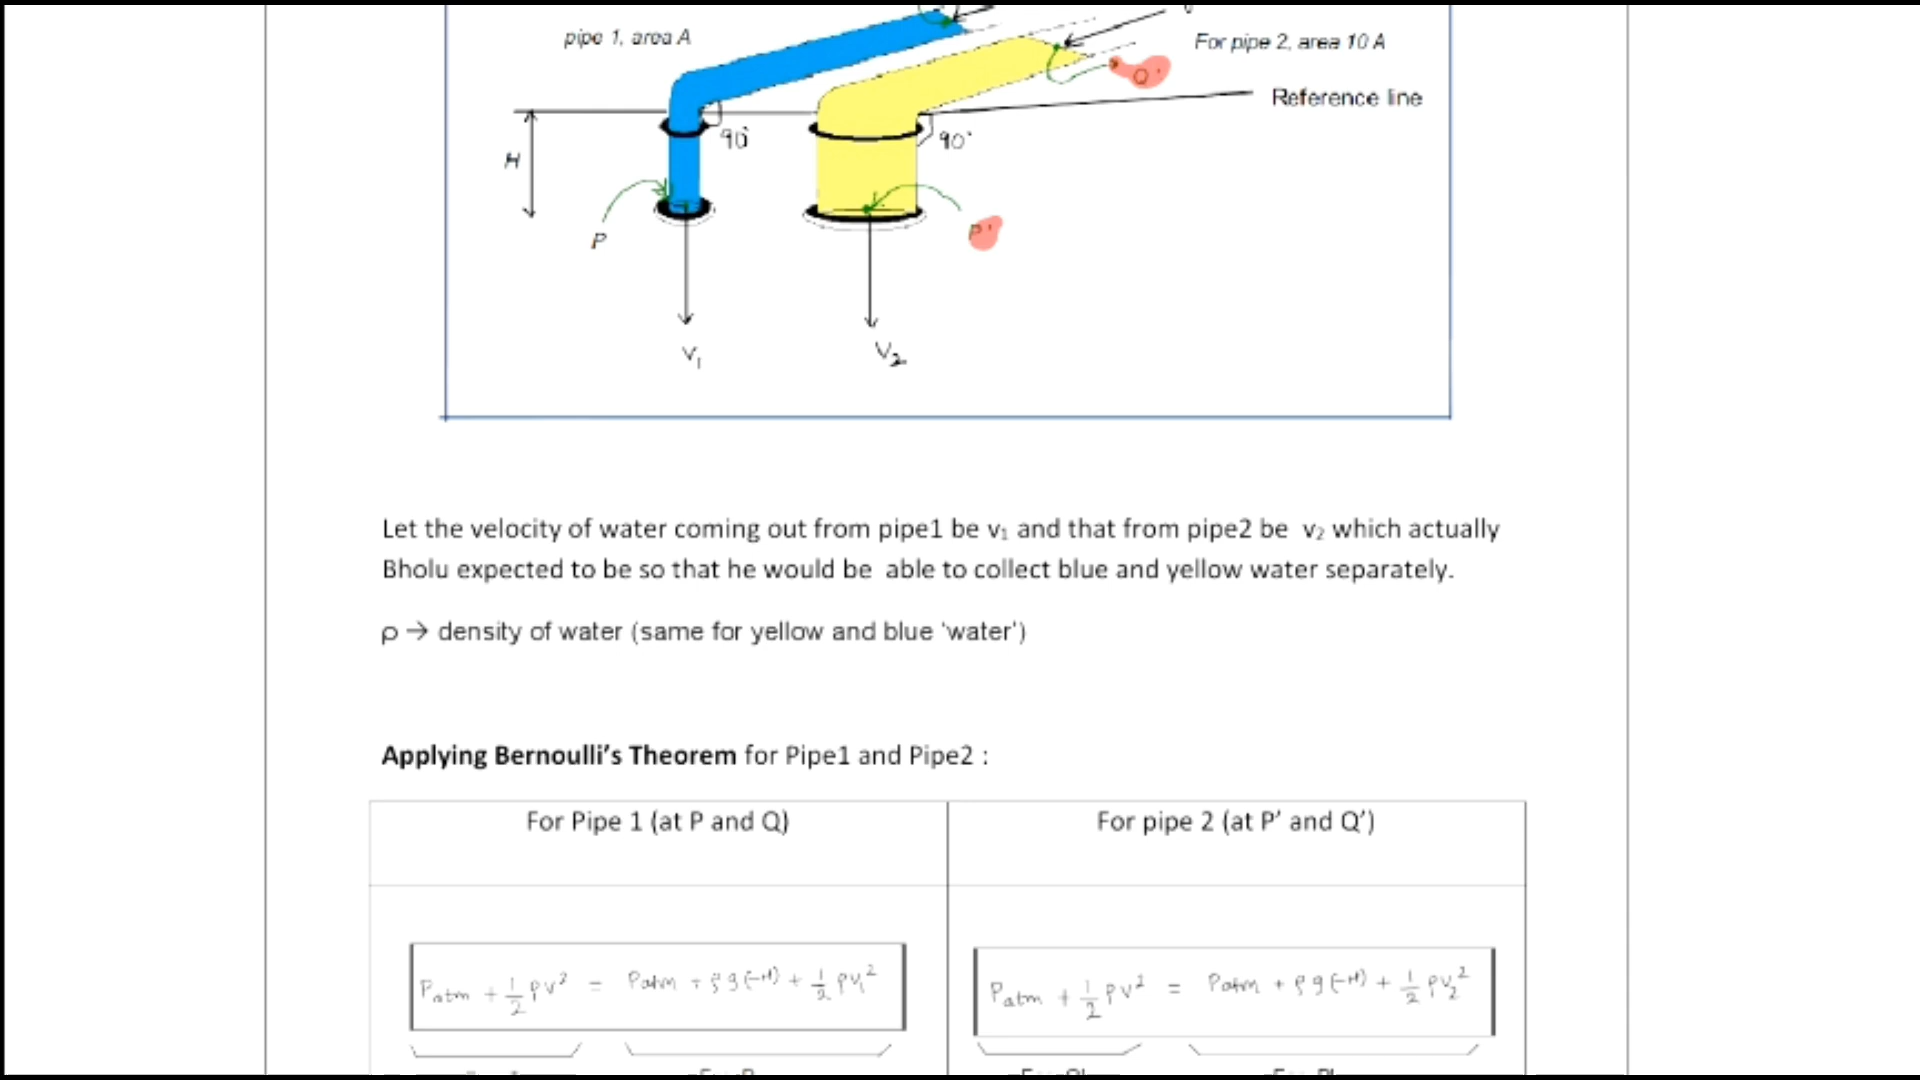 pipe 1, area A
For pipe 2, area 10 A
Q'
Reference line
90°
90°
H
P
P'
V₁
V₂
Let the velocity of water coming out from pipe1 be v₁ and that from pipe2 be v₂ which actually
Bholu expected to be so that he would be able to collect blue and yellow water separately.
ρ → density of water (same for yellow and blue 'water')
Applying Bernoulli's Theorem for Pipe1 and Pipe2 :
For Pipe 1 (at P and Q)
For pipe 2 (at P' and Q')
Patm + 1/2 ρv² = Patm + ρg(-H) + 1/2 ρv₁²
Patm + 1/2 ρv² = Patm + ρg(-H) + 1/2 ρv₂²